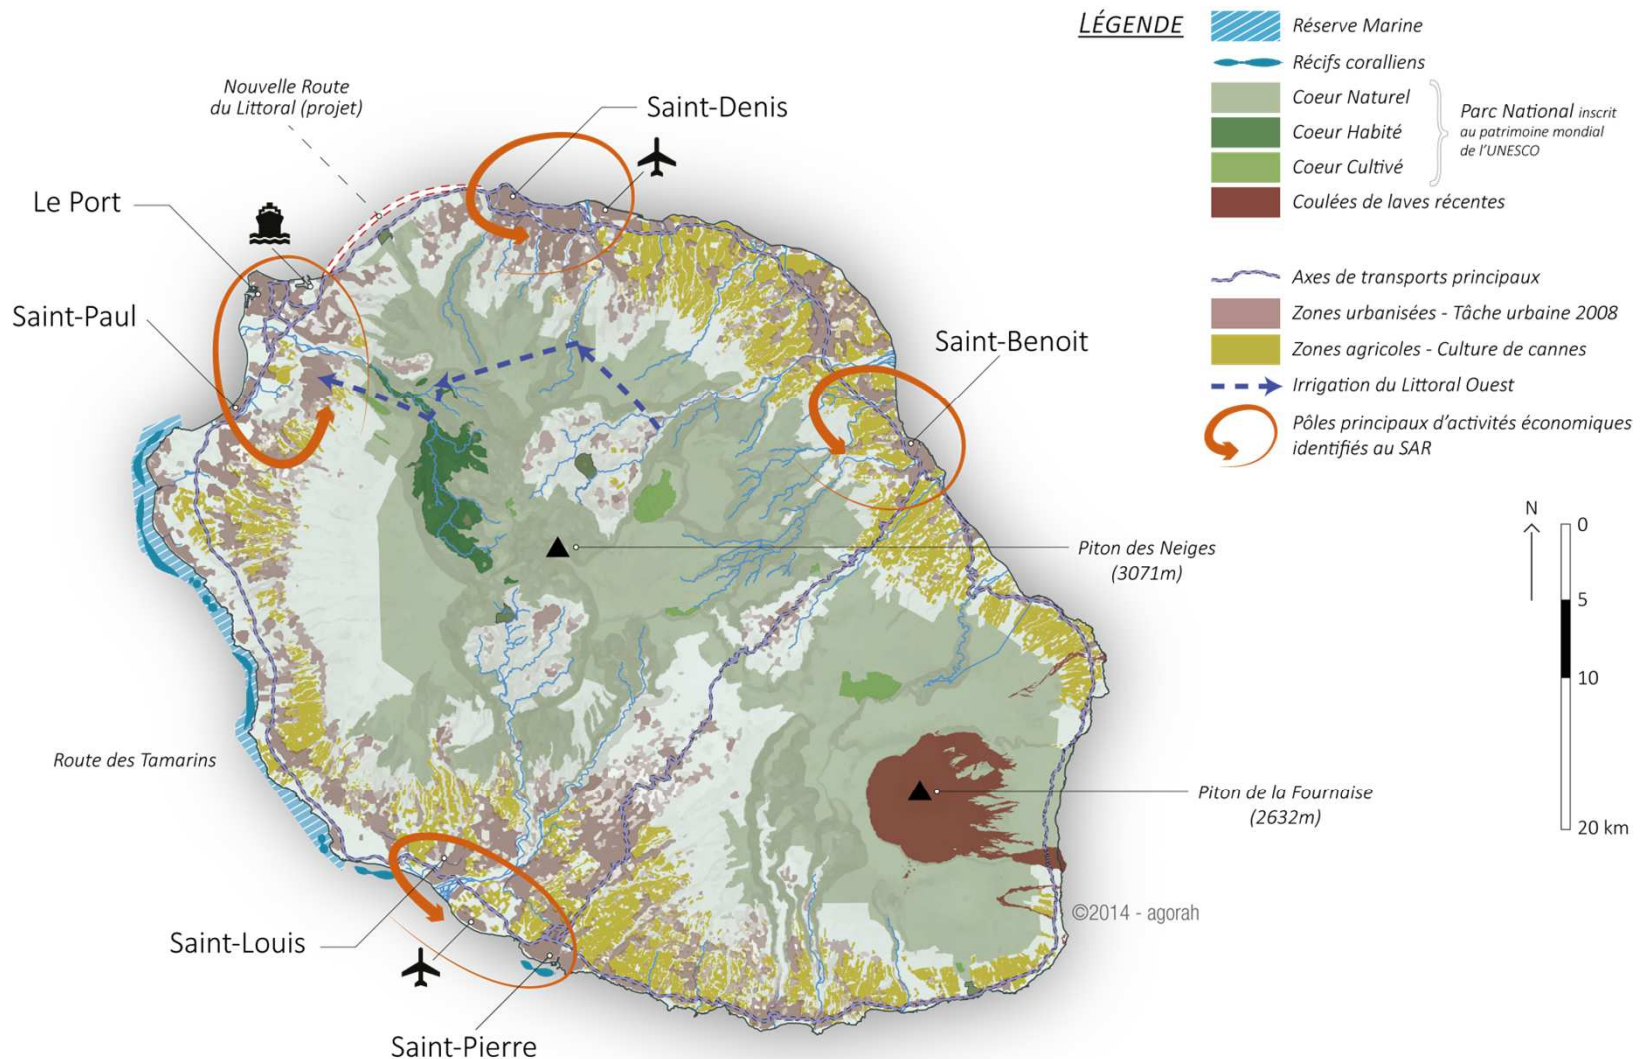 LÉGENDE
Réserve Marine
Récifs coralliens
Coeur Naturel
Coeur Habité
Coeur Cultivé
Parc National inscrit
au patrimoine mondial
de l'UNESCO
Coulées de laves récentes
Axes de transports principaux
Zones urbanisées - Tâche urbaine 2008
Zones agricoles - Culture de cannes
Irrigation du Littoral Ouest
Pôles principaux d'activités économiques
identifiés au SAR
Nouvelle Route
du Littoral (projet)
Saint-Denis
Le Port
Saint-Paul
Saint-Benoit
Piton des Neiges
(3071m)
Route des Tamarins
Piton de la Fournaise
(2632m)
©2014 - agorah
Saint-Louis
Saint-Pierre
N
0
5
10
20 km